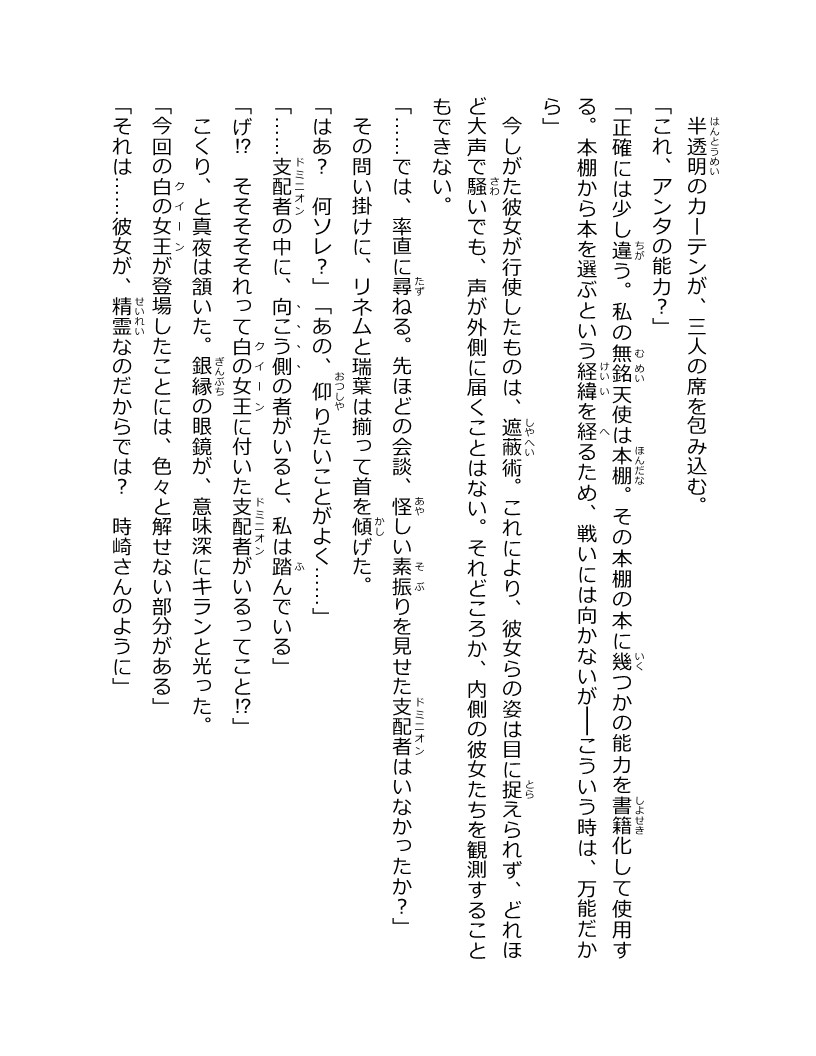 半透明のカーテンが、三人の席を包み込む。
「これ、アンタの能力？」
「正確には少し違う。私の無銘天使は本棚。その本棚の本に幾つかの能力を書籍化して使用す
る。本棚から本を選ぶという経緯を経るため、戦いには向かないが──こういう時は、万能だか
ら」
今しがた彼女が行使したものは、遮蔽術。これにより、彼女らの姿は目に捉えられず、どれほ
ど大声で騒いでも、声が外側に届くことはない。それどころか、内側の彼女たちを観測すること
もできない。
「……では、率直に尋ねる。先ほどの会談、怪しい素振りを見せた支配者はいなかったか？」
その問い掛けに、リネムと瑞葉は揃って首を傾げた。
「はあ？　何ソレ？」「あの、仰りたいことがよく……」
「……支配者の中に、向こう側の者がいると、私は踏んでいる」
「げ!?　そそそそそれって白の女王に付いた支配者がいるってこと!?」
こくり、と真夜は頷いた。銀縁の眼鏡が、意味深にキランと光った。
「今回の白の女王が登場したことには、色々と解せない部分がある」
「それは……彼女が、精霊なのだからでは？　時崎さんのように」